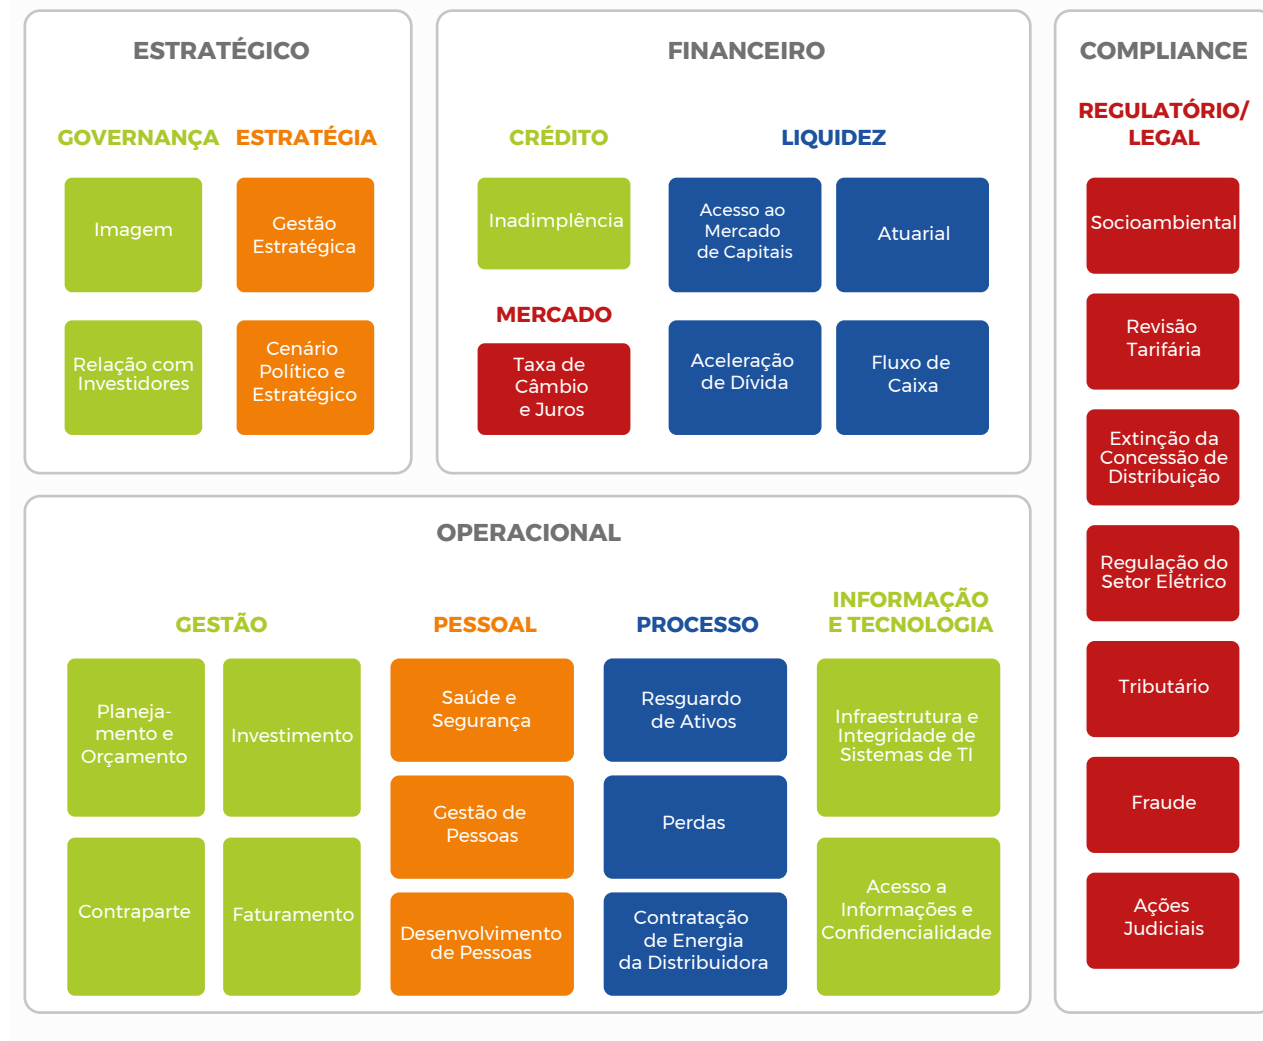 ESTRATÉGICO
GOVERNANÇA
ESTRATÉGIA
Imagem
Gestão
Estratégica
Relação com
Investidores
Cenário
Político e
Estratégico
FINANCEIRO
CRÉDITO
LIQUIDEZ
Inadimplência
Acesso ao
Mercado
de Capitais
Atuarial
MERCADO
Taxa de
Câmbio
e Juros
Aceleração
de Dívida
Fluxo de
Caixa
COMPLIANCE
REGULATÓRIO/
LEGAL
Socioambiental
Revisão
Tarifária
Extinção da
Concessão de
Distribuição
Regulação do
Setor Elétrico
Tributário
Fraude
Ações
Judiciais
OPERACIONAL
GESTÃO
PESSOAL
PROCESSO
INFORMAÇÃO
E TECNOLOGIA
Planeja-
mento e
Orçamento
Investimento
Contraparte
Faturamento
Saúde e
Segurança
Gestão de
Pessoas
Desenvolvimento
de Pessoas
Resguardo
de Ativos
Perdas
Contratação
de Energia
da Distribuidora
Infraestrutura e
Integridade de
Sistemas de TI
Acesso a
Informações e
Confidencialidade